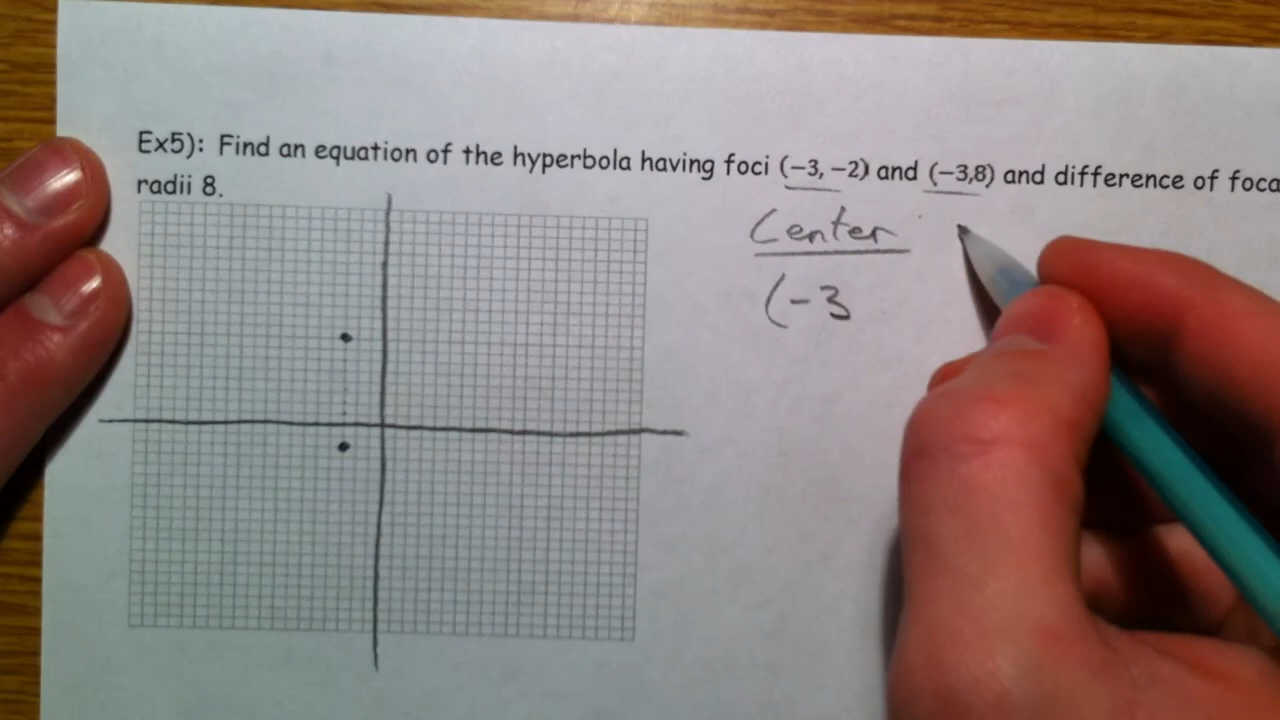 Ex5): Find an equation of the hyperbola having foci (−3, −2) and (−3,8) and difference of foca
radii 8.
Center
(-3